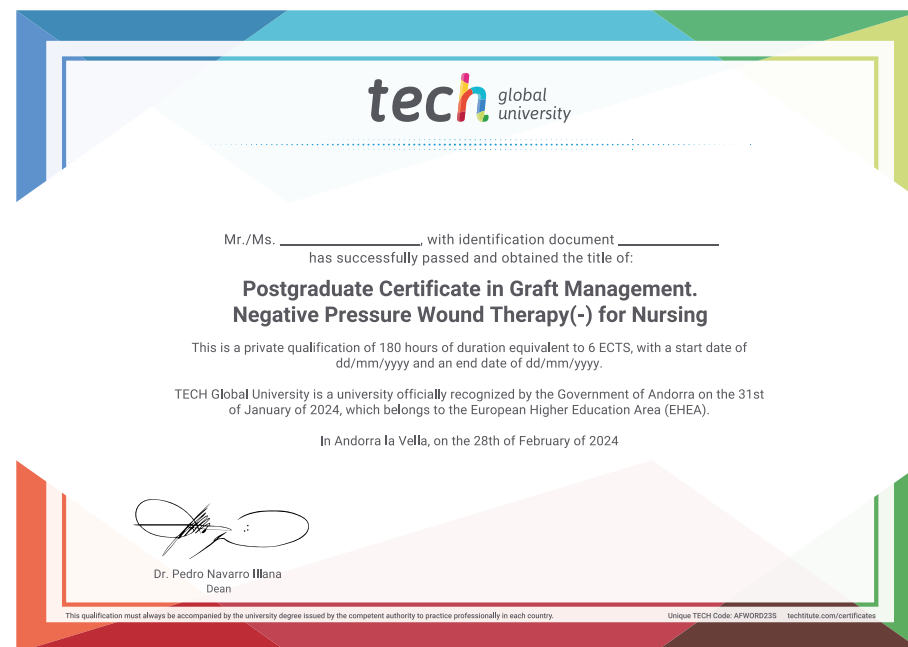 tech global university
Mr./Ms. ____________________, with identification document ______________
has successfully passed and obtained the title of:
Postgraduate Certificate in Graft Management.
Negative Pressure Wound Therapy(-) for Nursing
This is a private qualification of 180 hours of duration equivalent to 6 ECTS, with a start date of
dd/mm/yyyy and an end date of dd/mm/yyyy.
TECH Global University is a university officially recognized by the Government of Andorra on the 31st
of January of 2024, which belongs to the European Higher Education Area (EHEA).
In Andorra la Vella, on the 28th of February of 2024
Dr. Pedro Navarro Illana
Dean
This qualification must always be accompanied by the university degree issued by the competent authority to practice professionally in each country.
Unique TECH Code: AFWORD23S techtitute.com/certificates